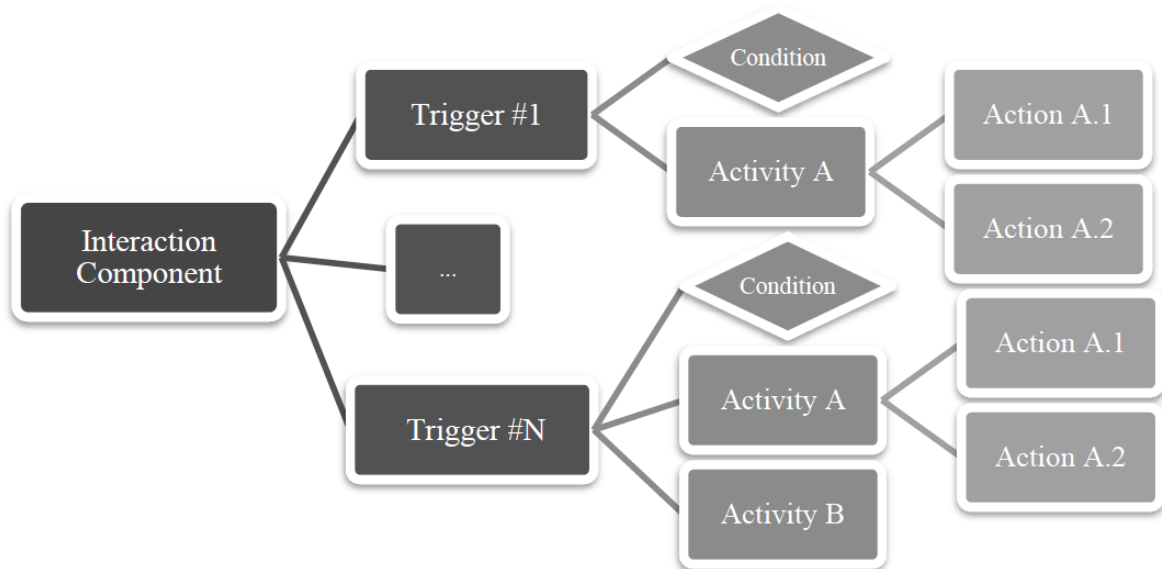 Interaction
Component
Trigger #1
...
Trigger #N
Condition
Activity A
Condition
Activity A
Activity B
Action A.1
Action A.2
Action A.1
Action A.2